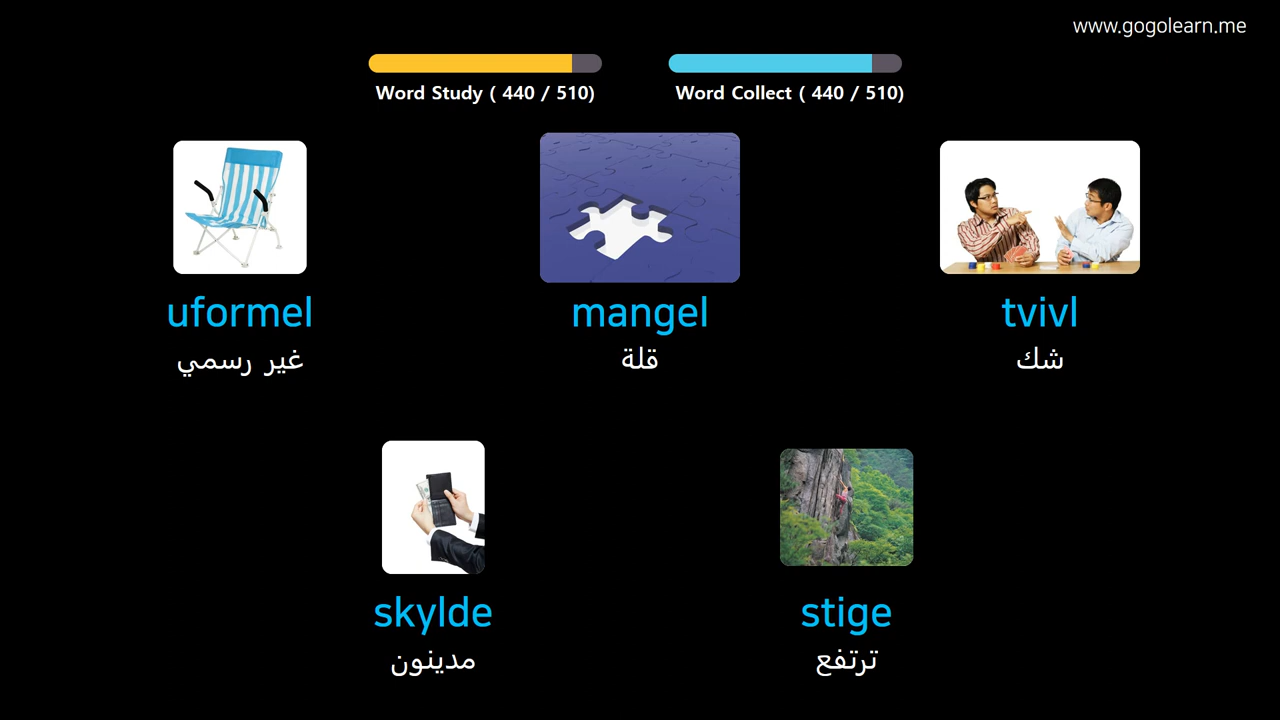 www.gogolearn.me
Word Study ( 440 / 510)
Word Collect ( 440 / 510)
uformel
غير رسمي
mangel
قلة
tvivl
شك
skylde
مدينون
stige
ترتفع